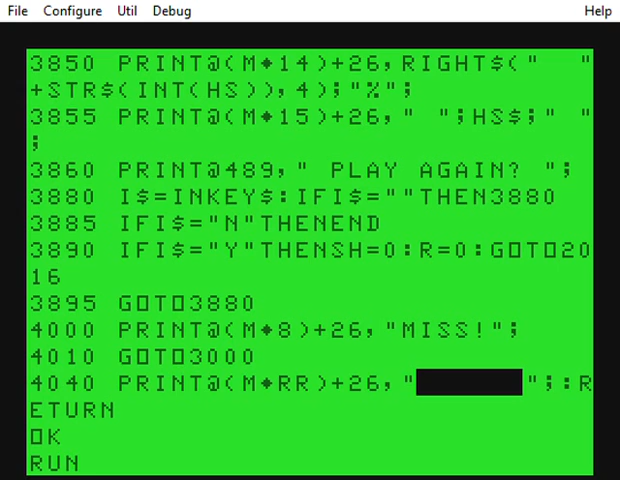 File Configure Util Debug Help
3850 PRINT@(M*14)+26,RIGHT$("  "
+STR$(INT(HS)),4);"%";
3855 PRINT@(M*15)+26," ";HS$;" "
;
3860 PRINT@489," PLAY AGAIN? ";
3880 I$=INKEY$:IFI$=""THEN3880
3885 IFI$="N"THENEND
3890 IFI$="Y"THENSH=0:R=0:GOTO20
16
3895 GOTO3880
4000 PRINT@(M*8)+26,"MISS!";
4010 GOTO3000
4040 PRINT@(M*RR)+26,"       ";:R
ETURN
OK
RUN